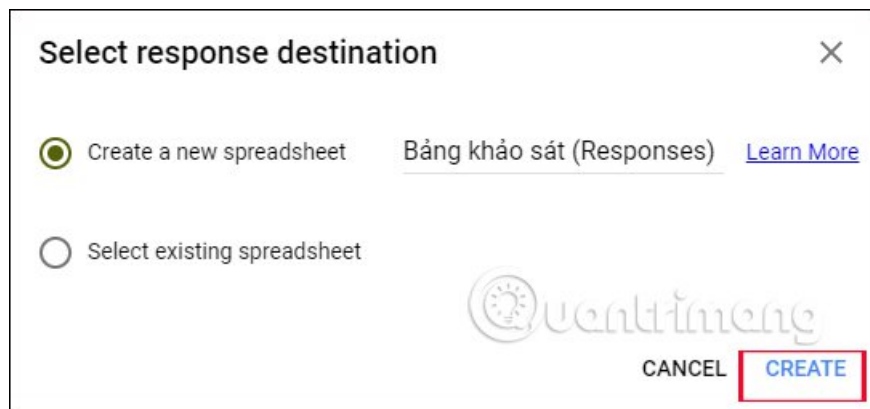 Select response destination
Create a new spreadsheet Bảng khảo sát (Responses) Learn More
Select existing spreadsheet
Quantrimang
CANCEL CREATE